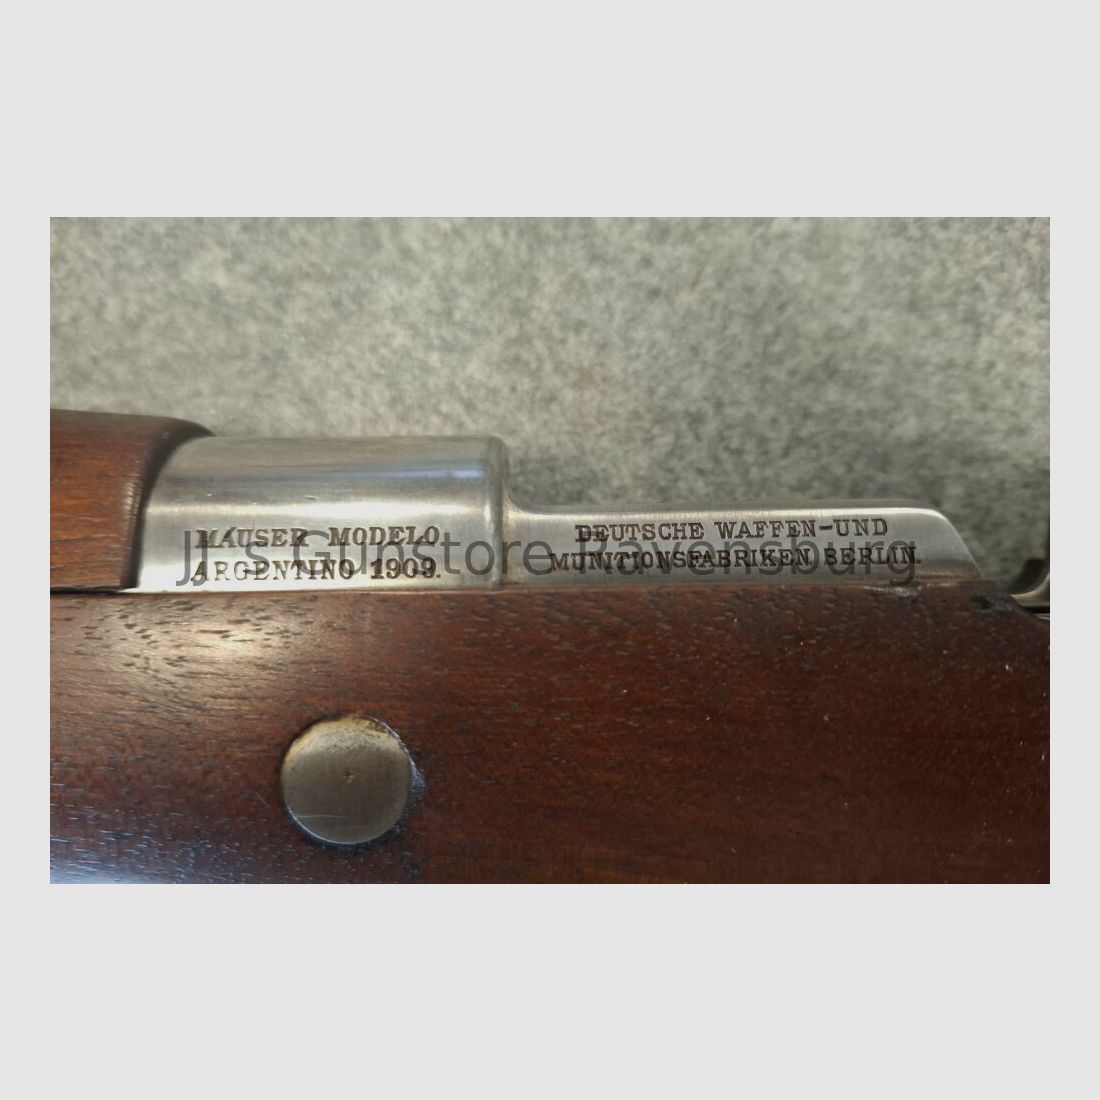 MAUSER MODELO
ARGENTINO 1909.
DEUTSCHE WAFFEN-UND
MUNITIONSFABRIKEN BERLIN.
JJ's Gunstore Ravensburg